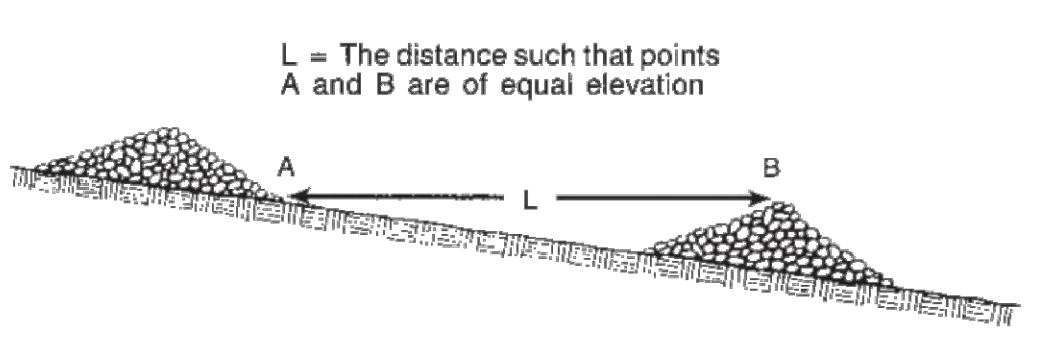 L = The distance such that points
A and B are of equal elevation
A
B
L